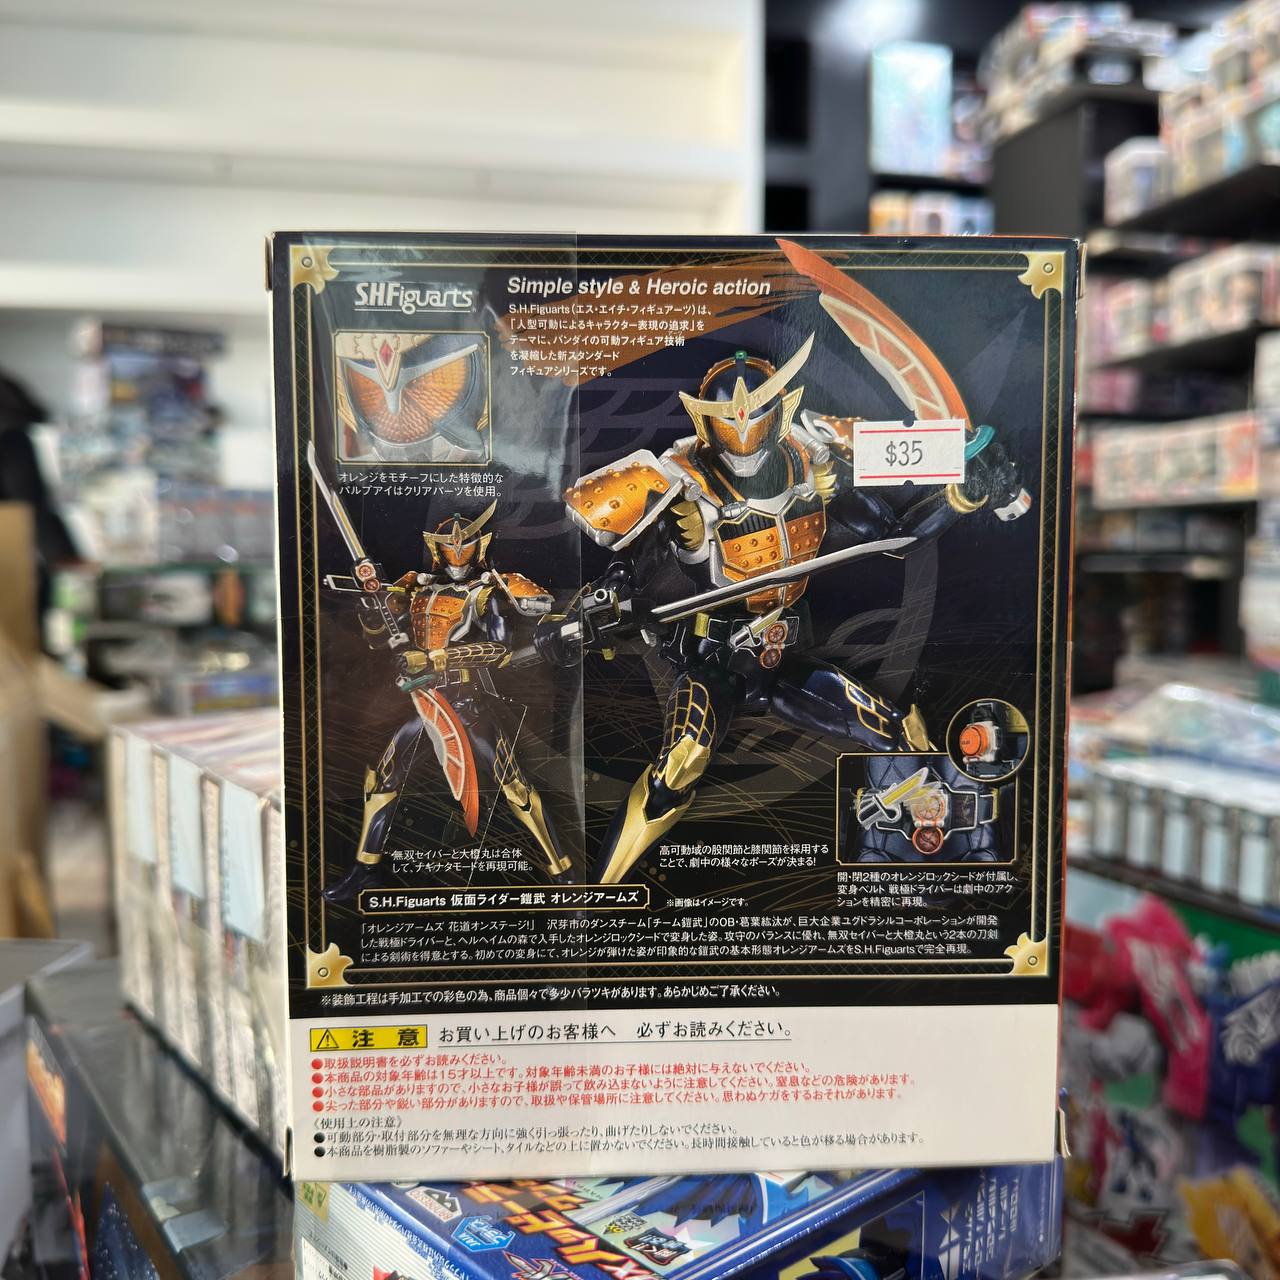 S.H.Figuarts
Simple style & Heroic action
S.H.Figuarts(エス・エイチ・フィギュアーツ)は、
「人型可動によるキャラクター表現の追求」を
テーマに、バンダイの可動フィギュア技術
を凝縮した新スタンダード
フィギュアシリーズです。
オレンジをモチーフにした特徴的な
パルプアイはクリアパーツを使用。
$35
無双セイバーと大橙丸は合体
して、ナギナタモードを再現可能。
高可動域の股関節と膝関節を採用する
ことで、劇中の様々なポーズが決まる!
開・閉2種のオレンジロックシードが付属し、
変身ベルト 戦極ドライバーは劇中のアク
ションを精密に再現。
S.H.Figuarts 仮面ライダー鎧武 オレンジアームズ
※画像はイメージです。
「オレンジアームズ 花道オンステージ!」 沢芽市のダンスチーム「チーム鎧武」のOB・葛葉紘汰が、巨大企業ユグドラシルコーポレーションが開発
した戦極ドライバーと、ヘルヘイムの森で入手したオレンジロックシードで変身した姿。攻守のバランスに優れ、無双セイバーと大橙丸という2本の刀剣
による剣術を得意とする。初めての変身にて、オレンジが弾けた姿が印象的な鎧武の基本形態オレンジアームズをS.H.Figuartsで完全再現。
※装飾工程は手加工での彩色の為、商品個々で多少バラツキがあります。あらかじめご了承ください。
注 意 お買い上げのお客様へ 必ずお読みください。
●取扱説明書を必ずお読みください。
●本商品の対象年齢は15才以上です。対象年齢未満のお子様には絶対に与えないでください。
●小さな部品がありますので、小さなお子様が誤って飲み込まないように注意してください。窒息などの危険があります。
●尖った部分や鋭い部分がありますので、取扱や保管場所に注意してください。思わぬケガをするおそれがあります。
《使用上の注意》
●可動部分・取付部分を無理な方向に強く引っ張ったり、曲げたりしないでください。
●本商品を樹脂製のソファーやシート、タイルなどの上に置かないでください。長時間接触していると色が移る場合があります。